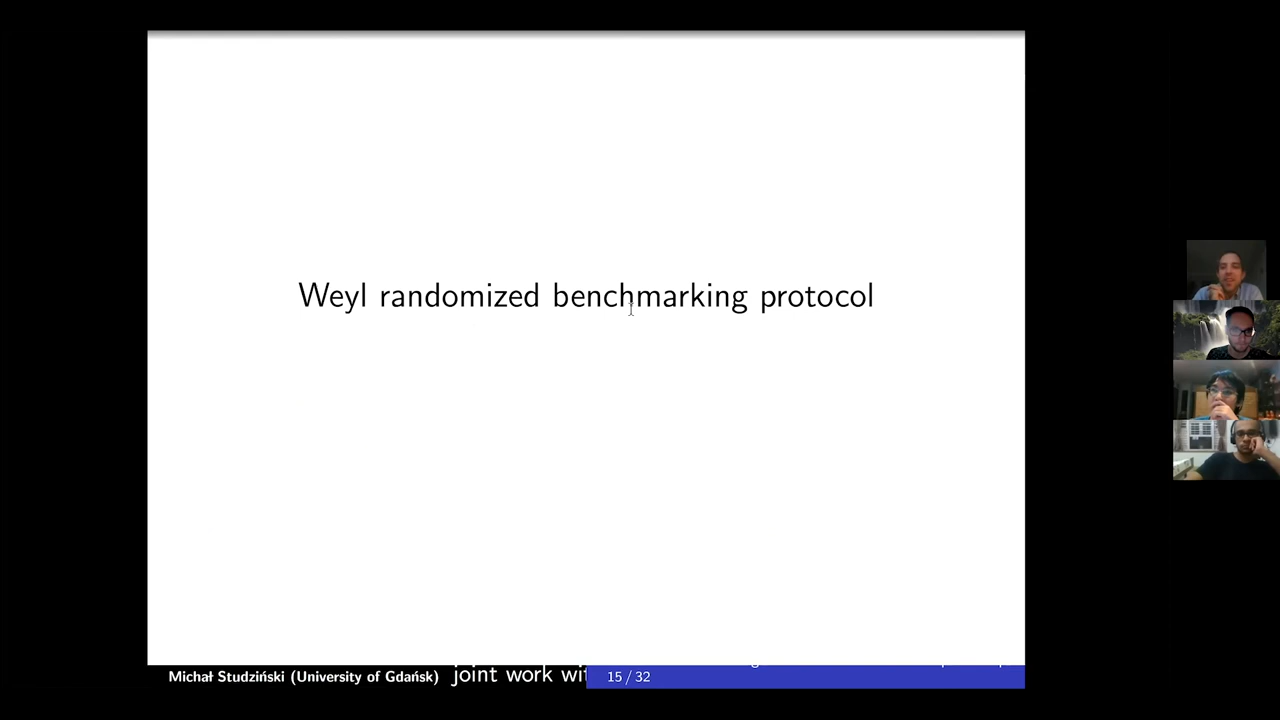 Weyl randomized benchmarking protocol
Michał Studziński (University of Gdańsk) joint work wit 15 / 32